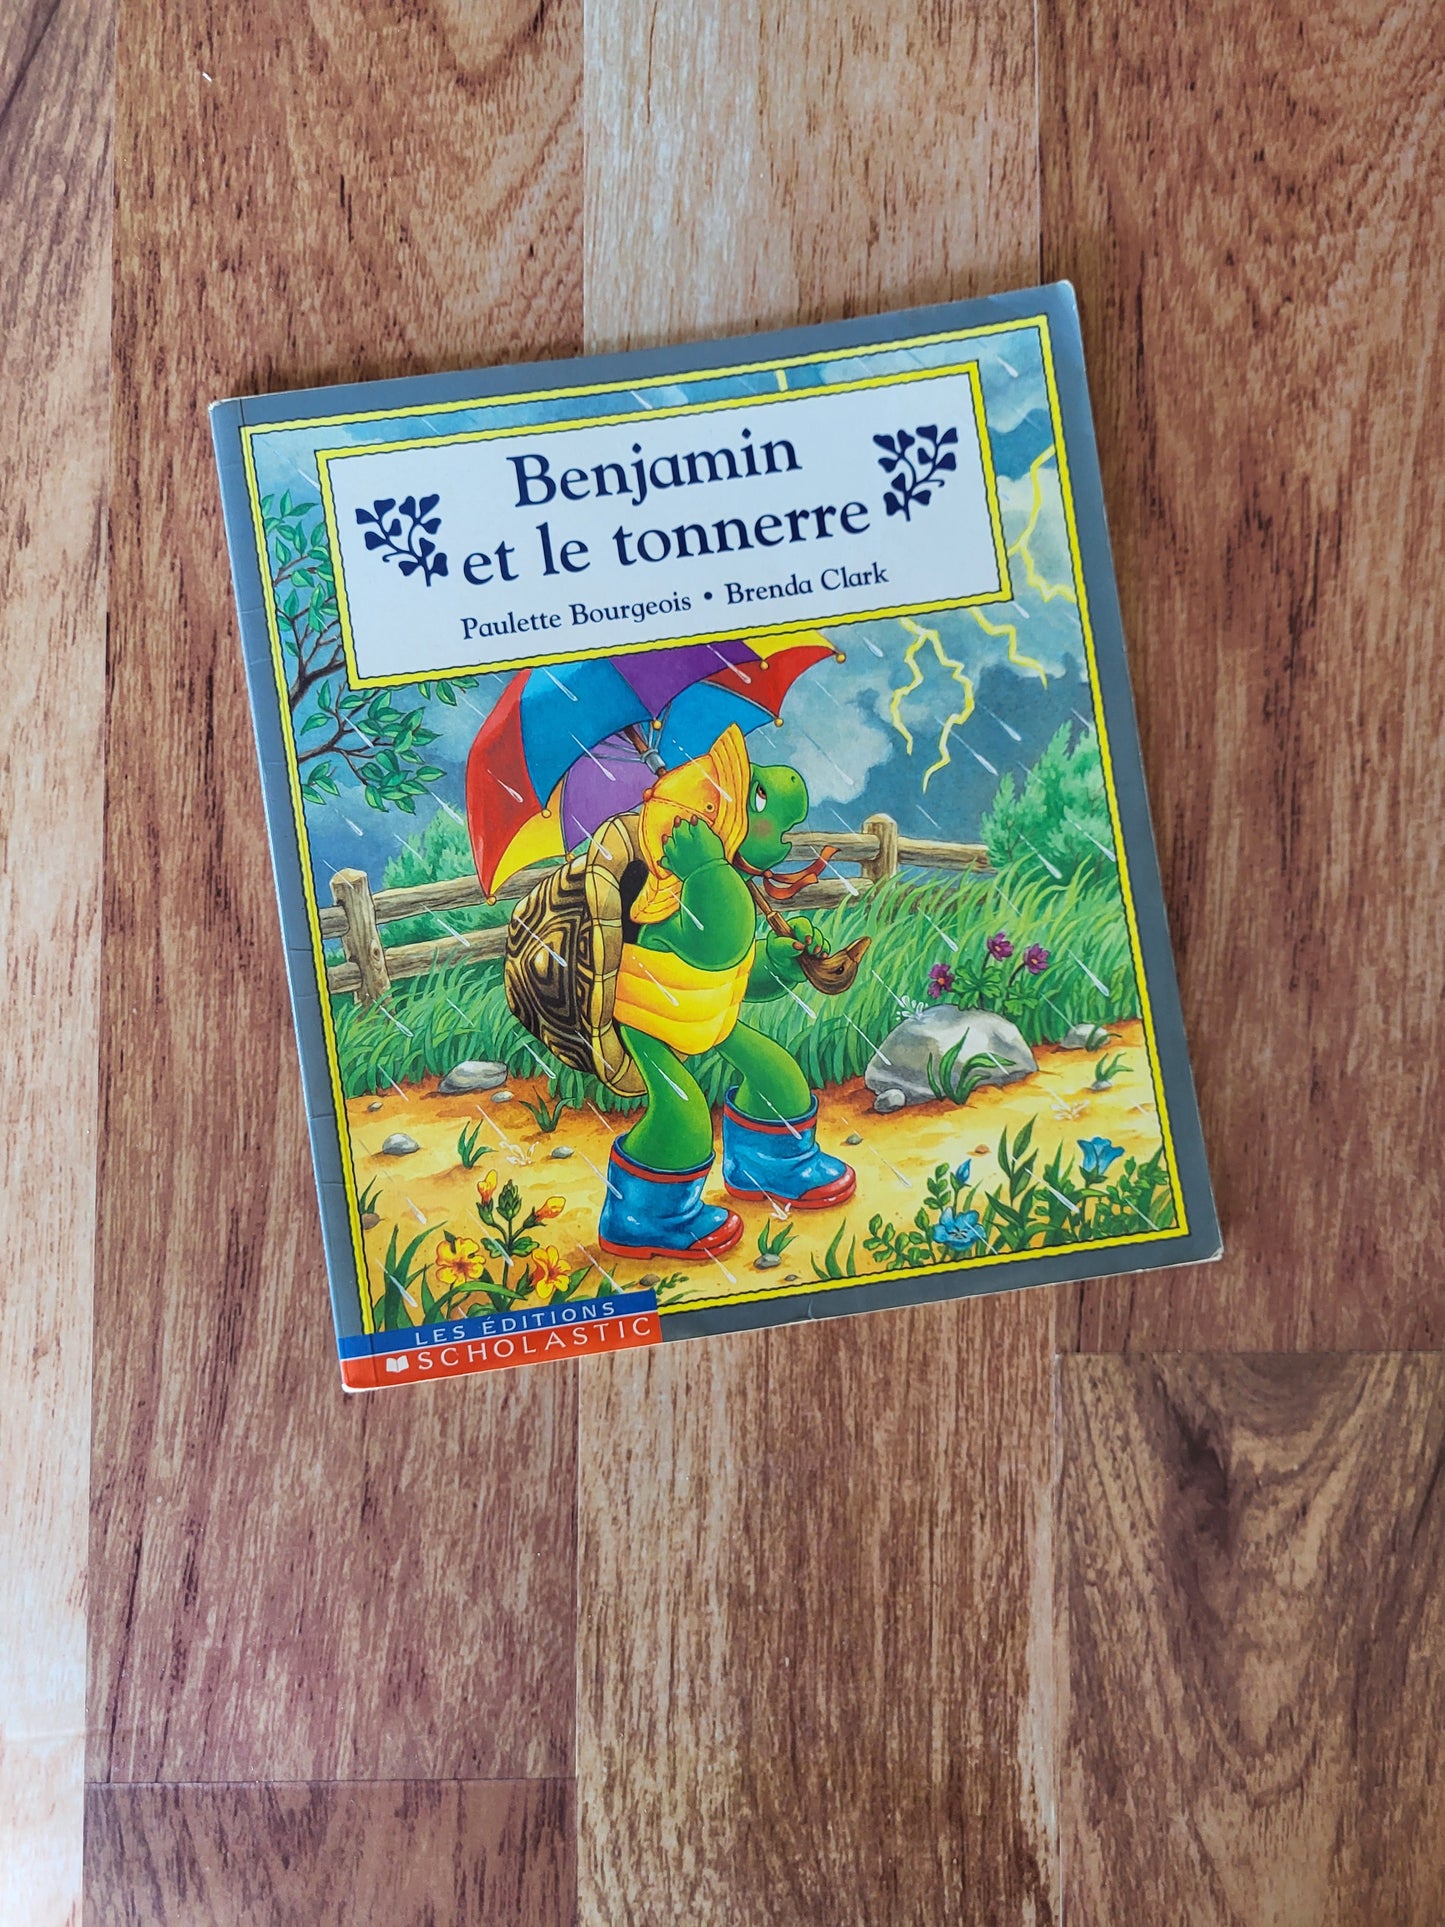 Benjamin
et le tonnerre
Paulette Bourgeois • Brenda Clark
LES ÉDITIONS
SCHOLASTIC